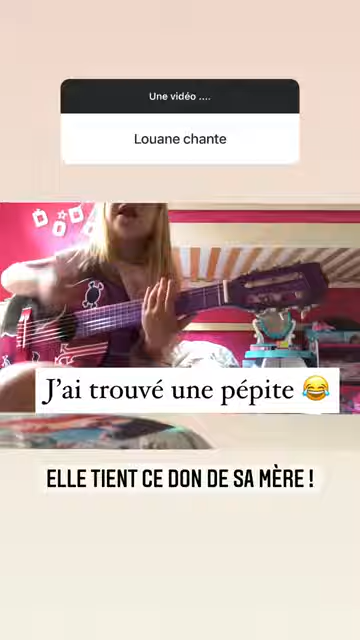 Une vidéo ....
Louane chante
J'ai trouvé une pépite 😂
ELLE TIENT CE DON DE SA MÈRE !